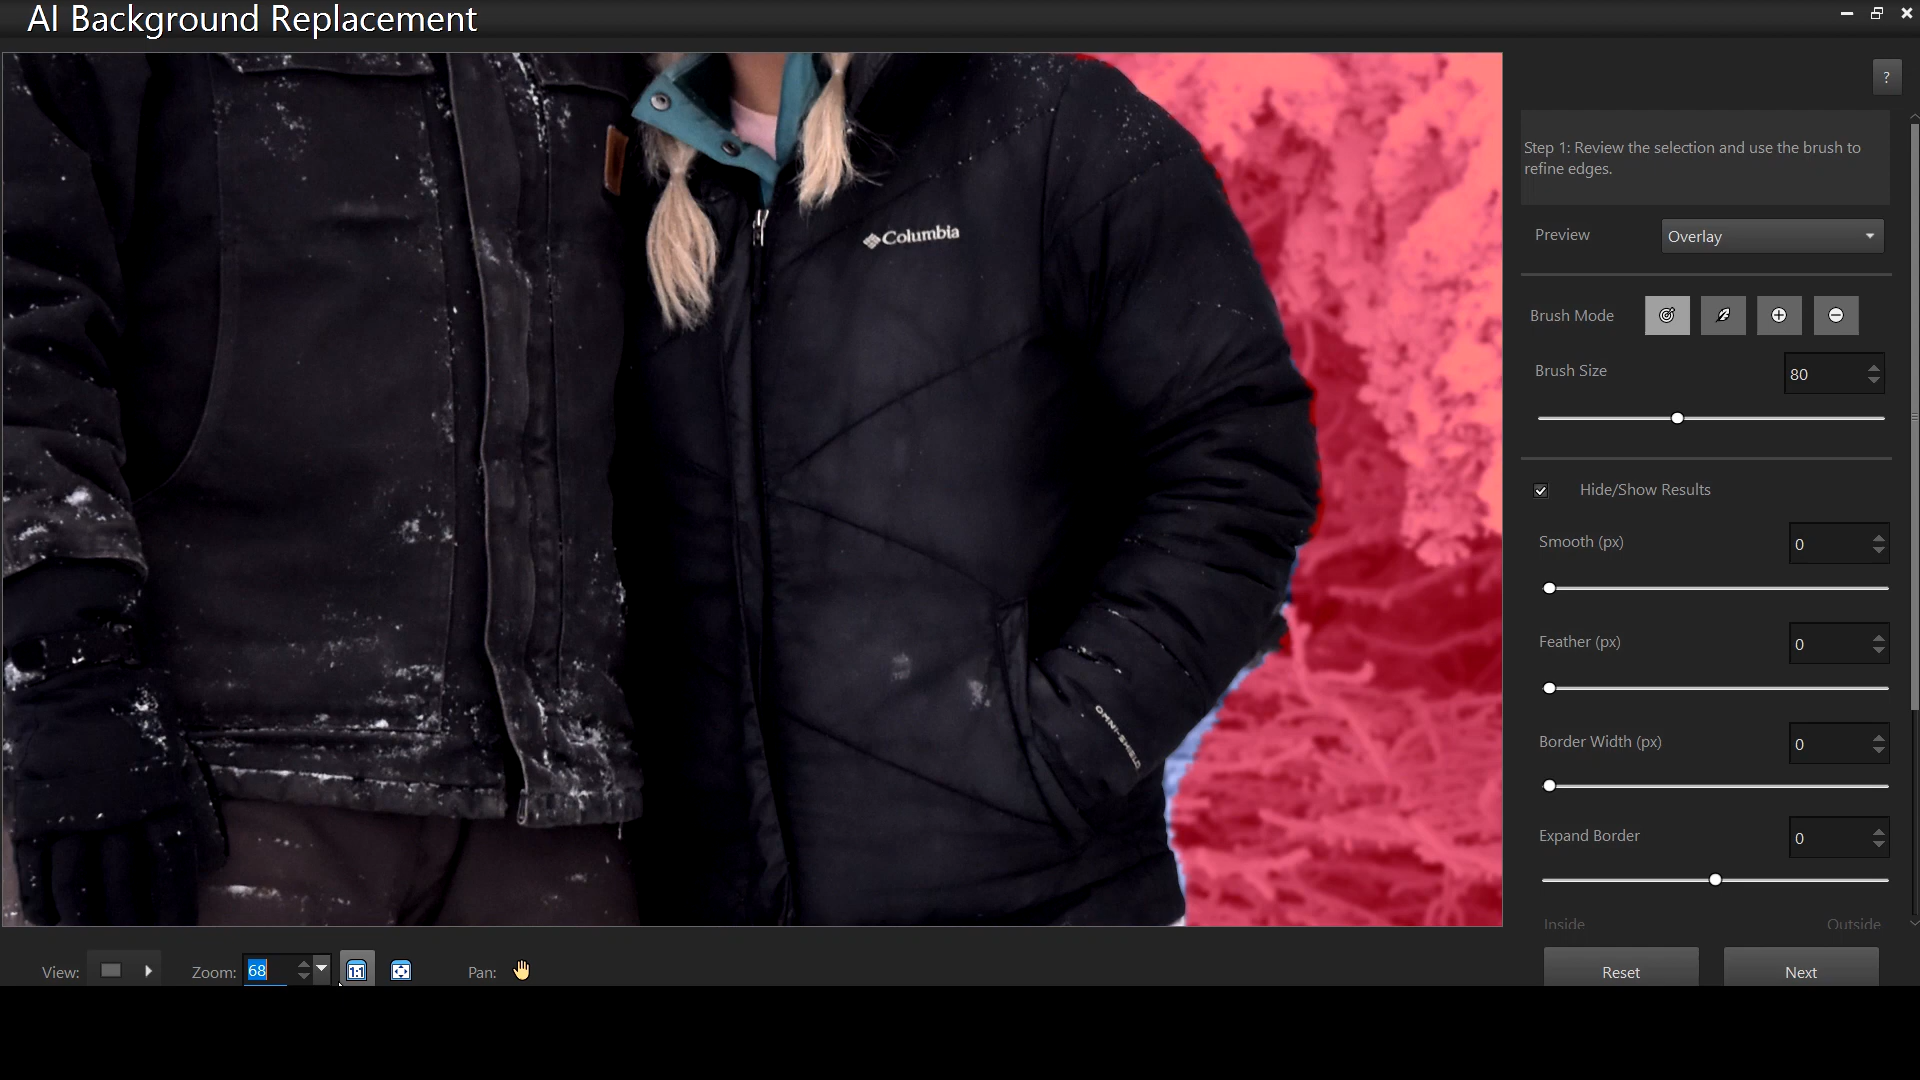 AI Background Replacement
?
Step 1: Review the selection and use the brush to
refine edges.
Preview
Overlay
Brush Mode
Brush Size
80
Hide/Show Results
Smooth (px)
0
Feather (px)
0
Border Width (px)
0
Expand Border
0
Inside
Outside
Columbia
OMNI-SHIELD
View:
Zoom:
68
1:1
Pan:
Reset
Next